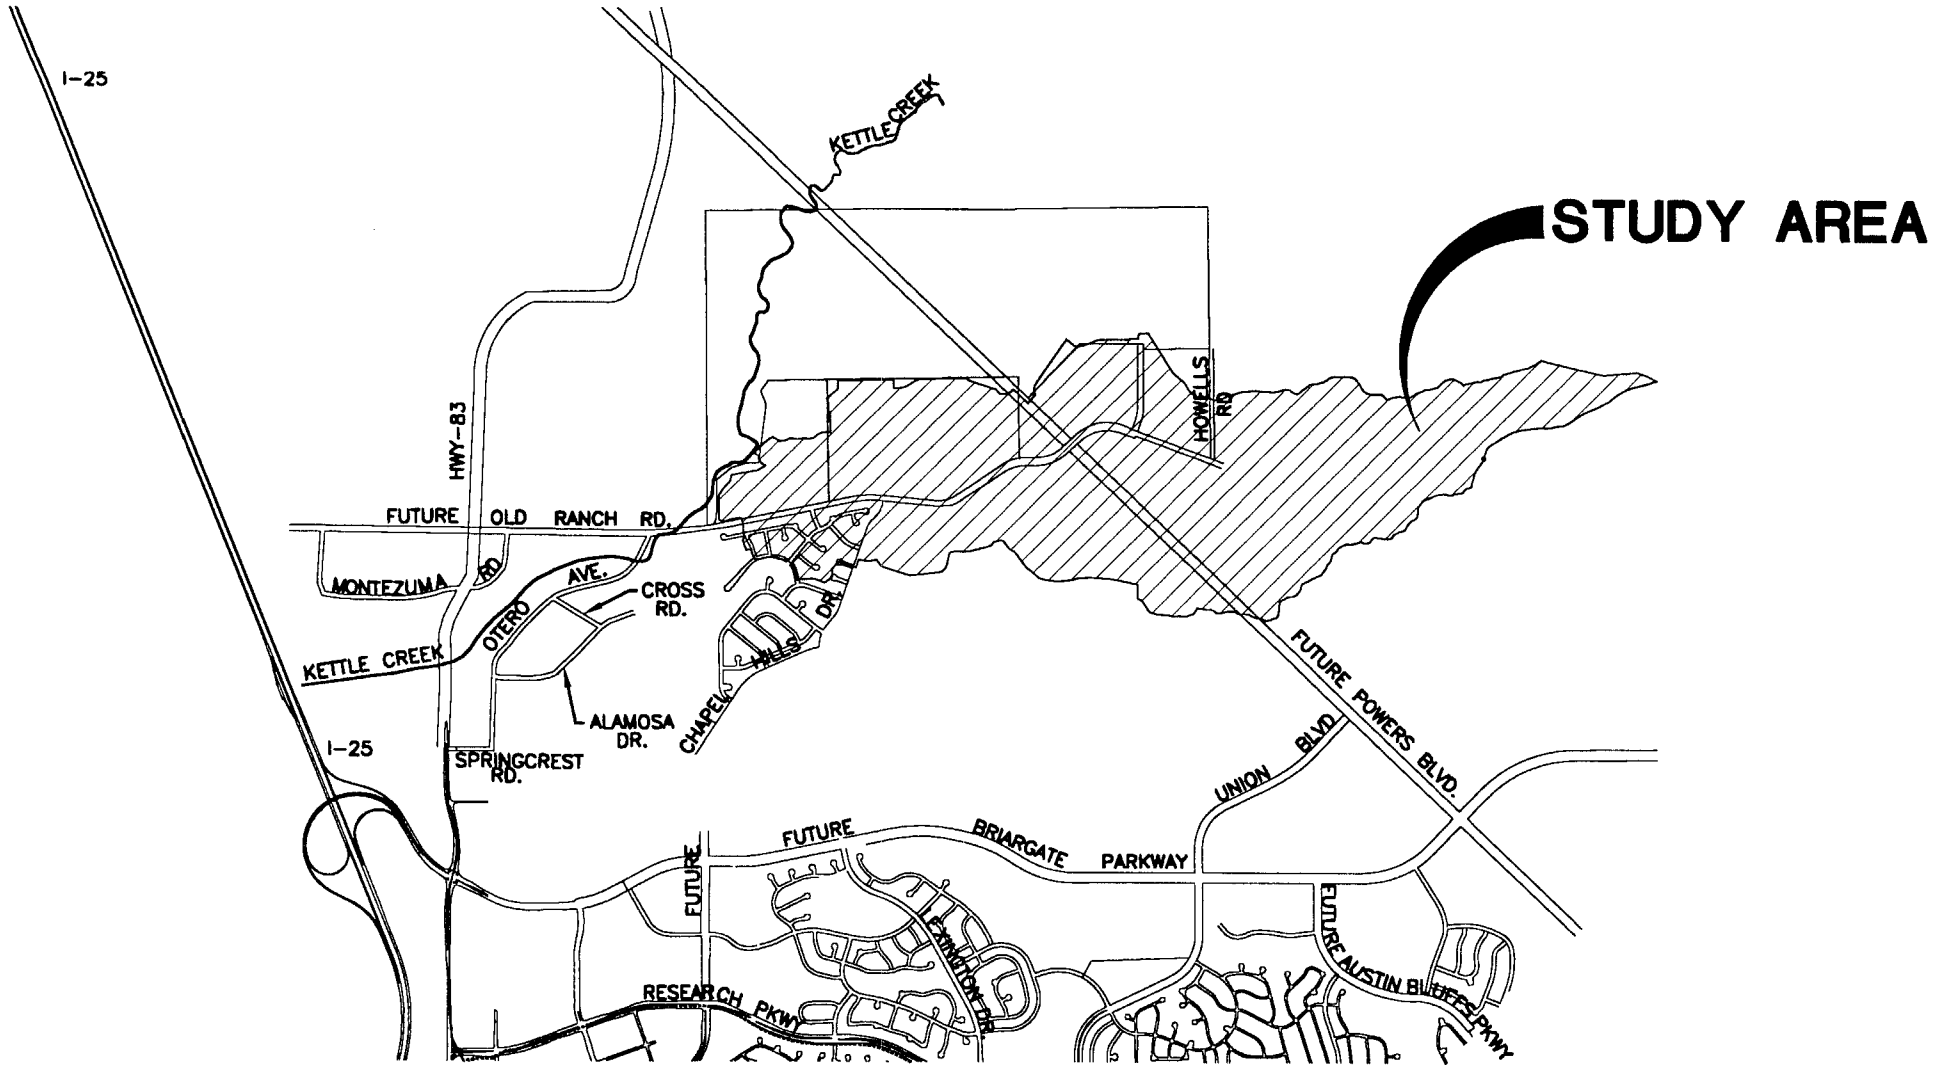 I-25
KETTLE CREEK
STUDY AREA
HOWELLS
RD
HWY-83
FUTURE OLD RANCH RD.
MONTEZUMA RD
OTERO AVE.
CROSS
RD.
KETTLE CREEK
CHAPEL HILLS DR.
ALAMOSA
DR.
I-25
SPRINGCREST
RD.
FUTURE POWERS BLVD.
UNION BLVD
FUTURE BRIARGATE PARKWAY
FUTURE
LEXINGTON DR.
FUTURE AUSTIN BLUFFS PKWY
RESEARCH PKWY